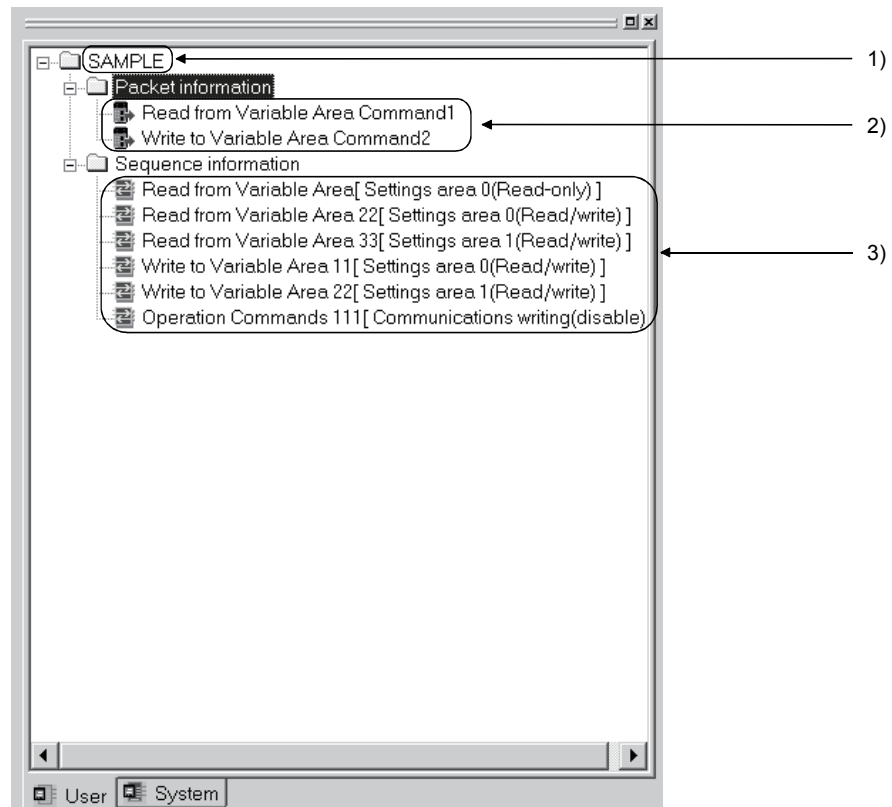 SAMPLE
1)
Packet information
Read from Variable Area Command1
2)
Write to Variable Area Command2
Sequence information
Read from Variable Area[ Settings area 0(Read-only) ]
Read from Variable Area 22[ Settings area 0(Read/write) ]
Read from Variable Area 33[ Settings area 1(Read/write) ]
3)
Write to Variable Area 11[ Settings area 0(Read/write) ]
Write to Variable Area 22[ Settings area 1(Read/write) ]
Operation Commands 111[ Communications writing(disable)
User System